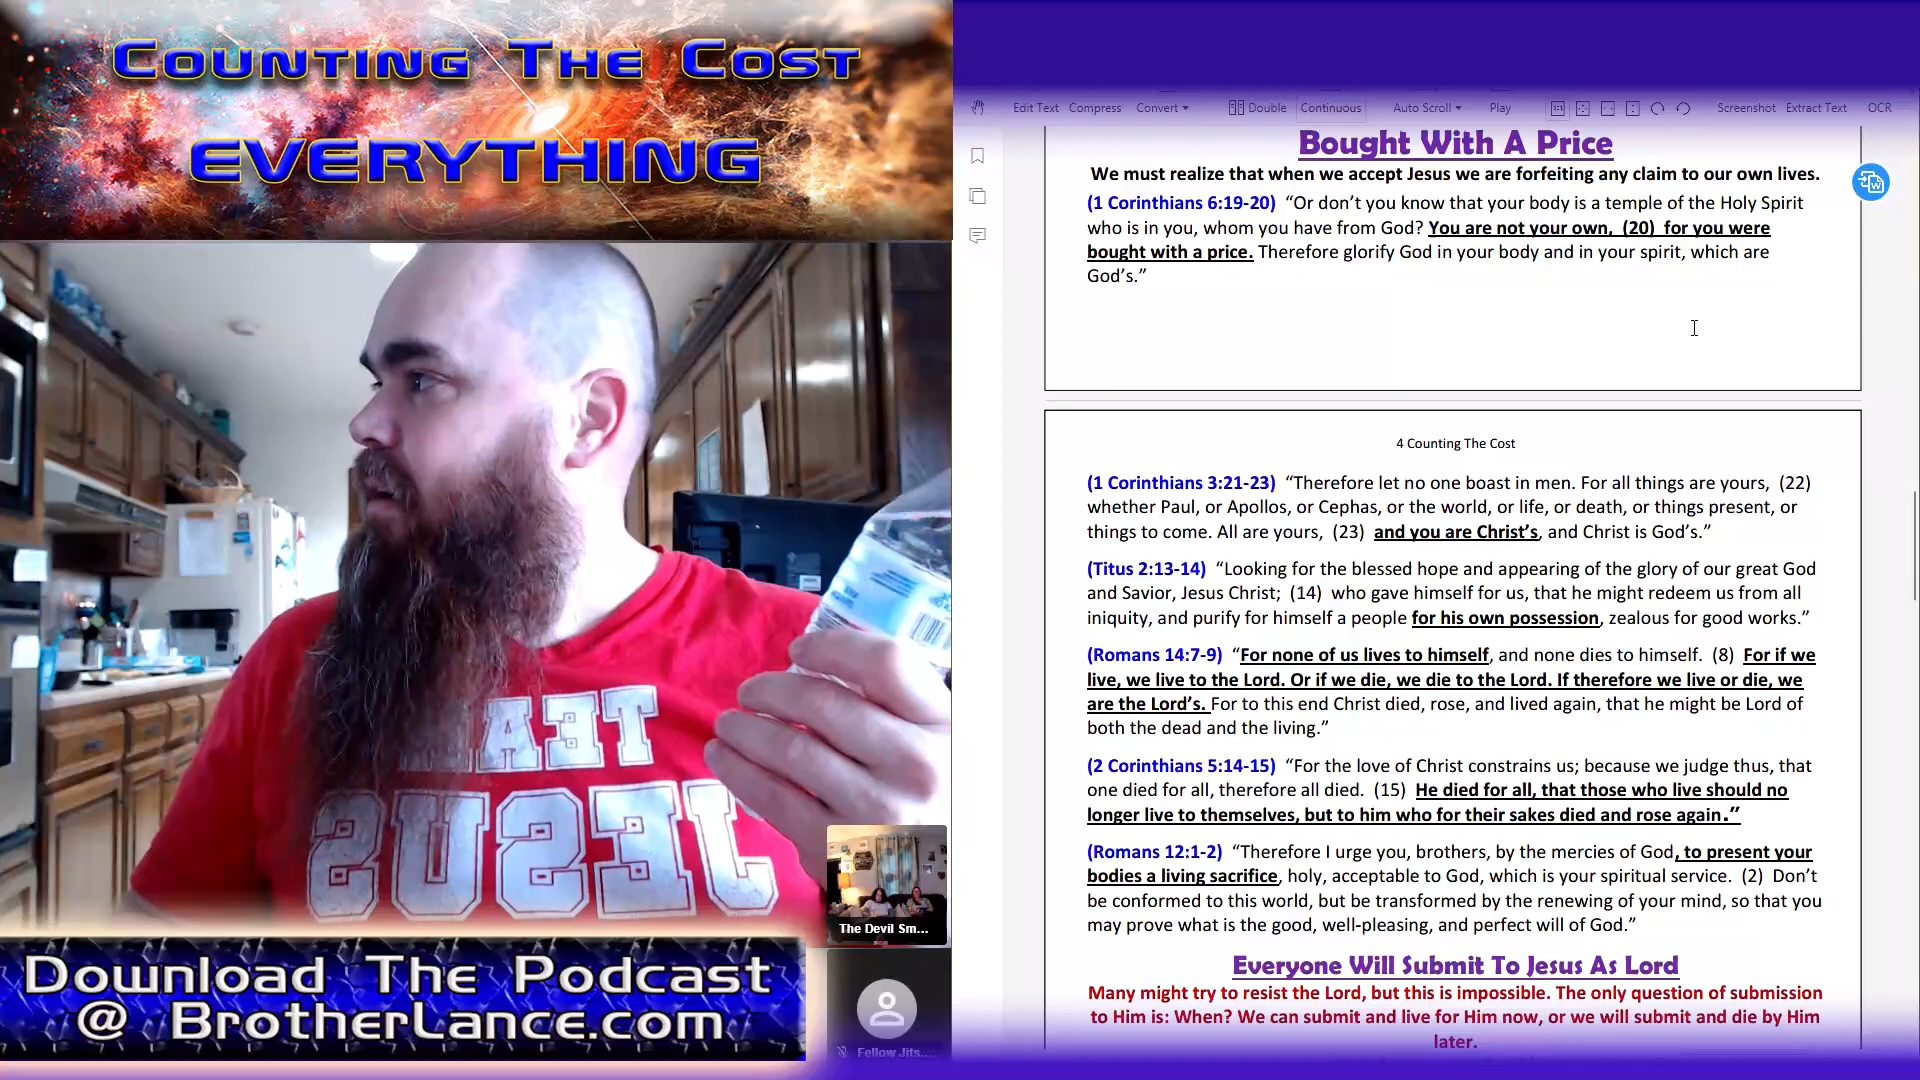 Counting The Cost
EVERYTHING
TEAM
JESUS
The Devil Sm...
Fellow Jits...
Download The Podcast
@ BrotherLance.com
Edit Text Compress Convert Double Continuous Auto Scroll Play Screenshot Extract Text OCR
Bought With A Price
We must realize that when we accept Jesus we are forfeiting any claim to our own lives.
(1 Corinthians 6:19-20) “Or don’t you know that your body is a temple of the Holy Spirit
who is in you, whom you have from God? You are not your own, (20) for you were
bought with a price. Therefore glorify God in your body and in your spirit, which are
God’s.”
4 Counting The Cost
(1 Corinthians 3:21-23) “Therefore let no one boast in men. For all things are yours, (22)
whether Paul, or Apollos, or Cephas, or the world, or life, or death, or things present, or
things to come. All are yours, (23) and you are Christ’s, and Christ is God’s.”
(Titus 2:13-14) “Looking for the blessed hope and appearing of the glory of our great God
and Savior, Jesus Christ; (14) who gave himself for us, that he might redeem us from all
iniquity, and purify for himself a people for his own possession, zealous for good works.”
(Romans 14:7-9) “For none of us lives to himself, and none dies to himself. (8) For if we
live, we live to the Lord. Or if we die, we die to the Lord. If therefore we live or die, we
are the Lord’s. For to this end Christ died, rose, and lived again, that he might be Lord of
both the dead and the living.”
(2 Corinthians 5:14-15) “For the love of Christ constrains us; because we judge thus, that
one died for all, therefore all died. (15) He died for all, that those who live should no
longer live to themselves, but to him who for their sakes died and rose again.”
(Romans 12:1-2) “Therefore I urge you, brothers, by the mercies of God, to present your
bodies a living sacrifice, holy, acceptable to God, which is your spiritual service. (2) Don’t
be conformed to this world, but be transformed by the renewing of your mind, so that you
may prove what is the good, well-pleasing, and perfect will of God.”
Everyone Will Submit To Jesus As Lord
Many might try to resist the Lord, but this is impossible. The only question of submission
to Him is: When? We can submit and live for Him now, or we will submit and die by Him
later.